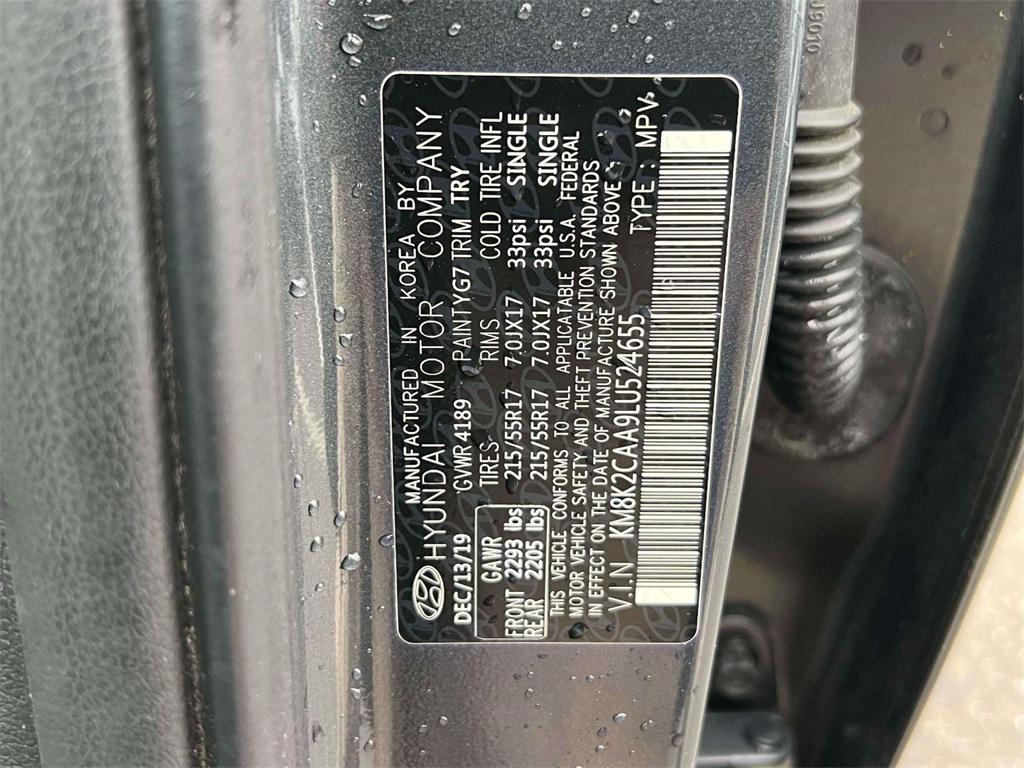 MANUFACTURED IN KOREA BY
HYUNDAI MOTOR COMPANY
DEC/13/19 GVWR 4189 PAINT YG7 TRIM TRY
GAWR TIRES RIMS COLD TIRE INFL
FRONT 2293 lbs 215/55R17 7.0JX17 33psi SINGLE
REAR 2205 lbs 215/55R17 7.0JX17 33psi SINGLE
THIS VEHICLE CONFORMS TO ALL APPLICATABLE U.S.A. FEDERAL
MOTOR VEHICLE SAFETY AND THEFT PREVENTION STANDARDS
IN EFFECT ON THE DATE OF MANUFACTURE SHOWN ABOVE:
V.I.N KM8K2CAA9LU524655 TYPE : MPV